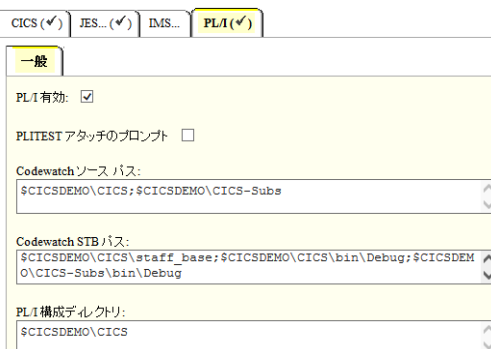 CICS (✓) JES... (✓) IMS... PL/I (✓)
一般
PL/I 有効:
PLITEST アタッチのプロンプト
Codewatch ソース パス:
$CICSDEMO\CICS;$CICSDEMO\CICS-Subs
Codewatch STB パス:
$CICSDEMO\CICS\staff_base;$CICSDEMO\CICS\bin\Debug;$CICSDEM
O\CICS-Subs\bin\Debug
PL/I 構成ディレクトリ:
$CICSDEMO\CICS